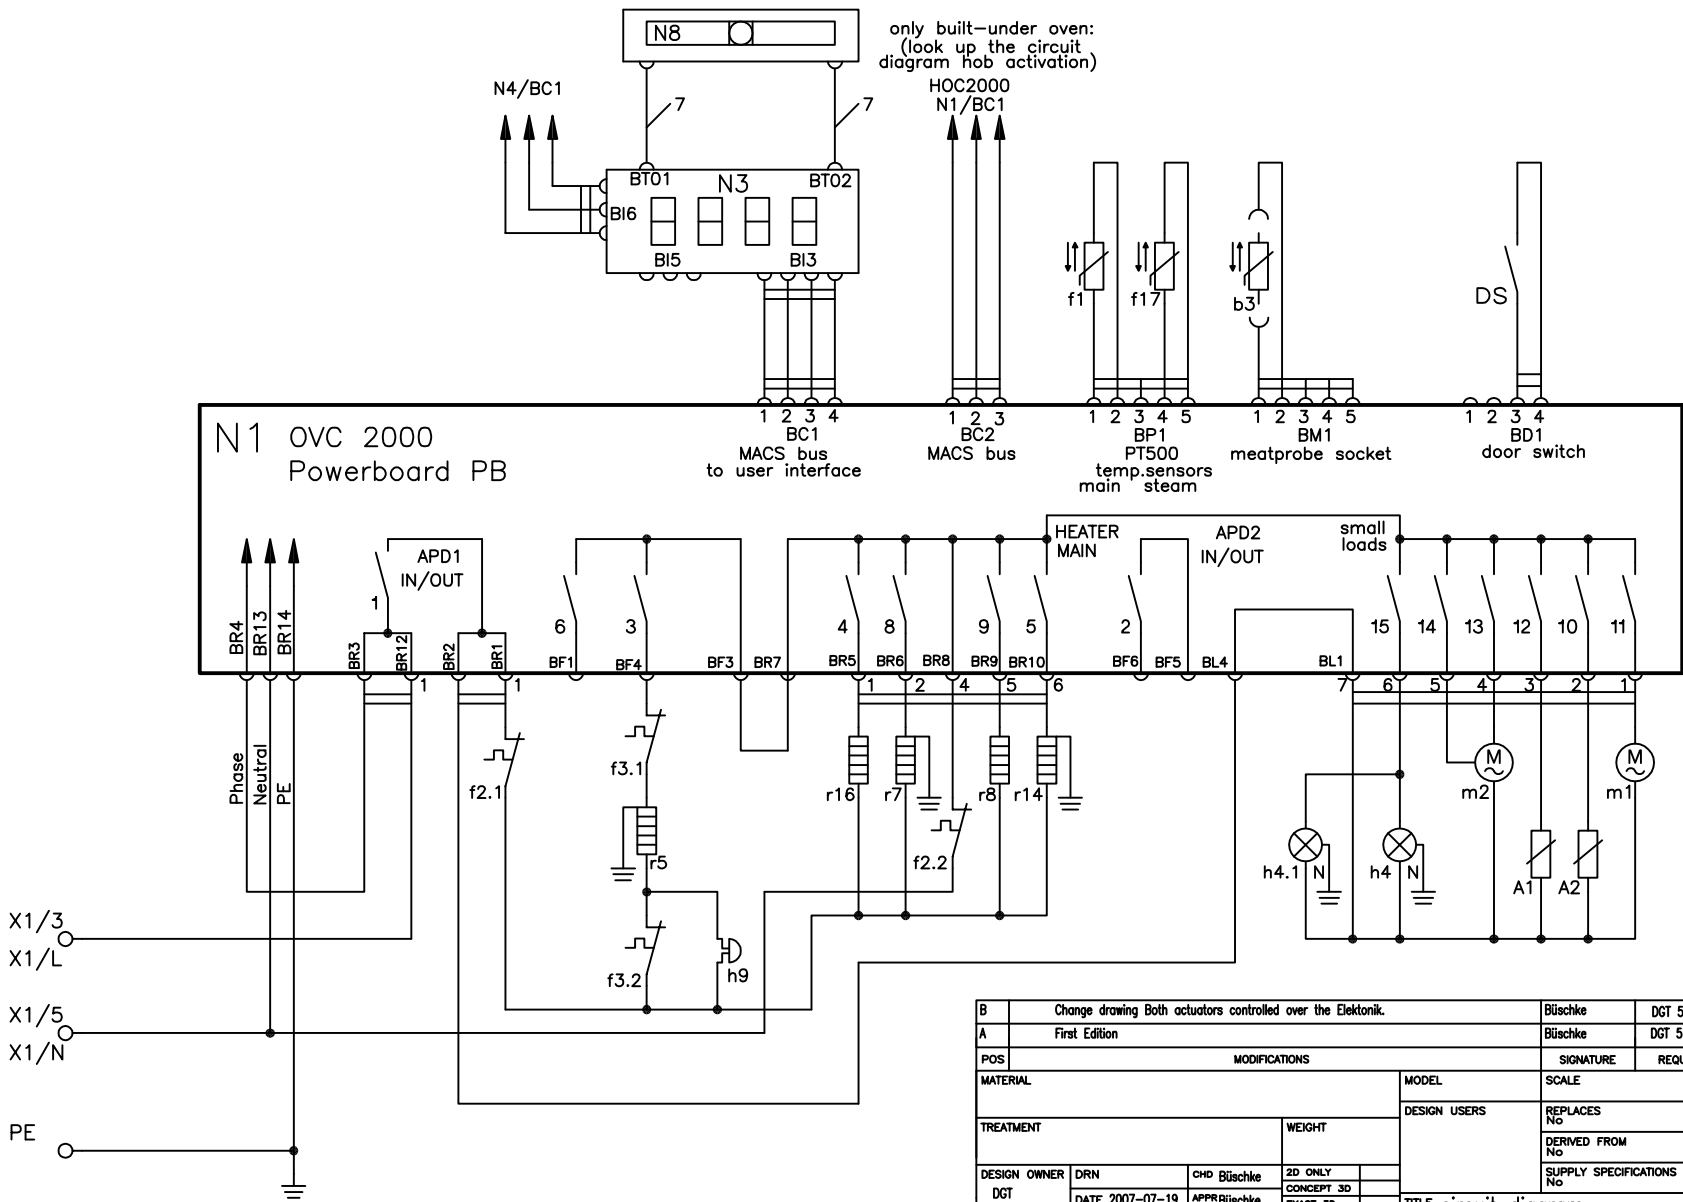 N8
only built-under oven:
(look up the circuit
diagram hob activation)
N4/BC1
HOC2000
N1/BC1
7
7
BT01
N3
BT02
BI6
BI5
BI3
f1
f17
b3
DS
1 2 3 4
1 2 3
1 2 3 4 5
1 2 3 4 5
1 2 3 4
N1 OVC 2000
Powerboard PB
BC1
MACS bus
to user interface
BC2
MACS bus
BP1
PT500
temp.sensors
main steam
BM1
meatprobe socket
BD1
door switch
APD1
IN/OUT
HEATER
MAIN
APD2
IN/OUT
small
loads
1
6
3
4
8
9
5
2
15
14
13
12
10
11
BR4
BR13
BR14
BR3
BR12
BR2
BR1
BF1
BF4
BF3
BR7
BR5
BR6
BR8
BR9
BR10
BF6
BF5
BL4
BL1
1
1
1
2
4
5
6
7
6
5
4
3
2
1
Phase
Neutral
PE
f2.1
f3.1
r5
f3.2
h9
r16
r7
r8
r14
f2.2
M
m2
M
m1
h4.1 N
h4 N
A1
A2
X1/3
X1/L
X1/5
X1/N
PE
B Change drawing Both actuators controlled over the Elektonik. Büschke DGT 5
A First Edition Büschke DGT 5
POS MODIFICATIONS SIGNATURE REQU
MATERIAL MODEL SCALE
DESIGN USERS REPLACES
No
TREATMENT WEIGHT
DERIVED FROM
No
DESIGN OWNER DRN CHD Büschke 2D ONLY SUPPLY SPECIFICATIONS
No
DGT CONCEPT 3D
DATE 2007-07-19 APPR Büschke
TITLE circuit diagram